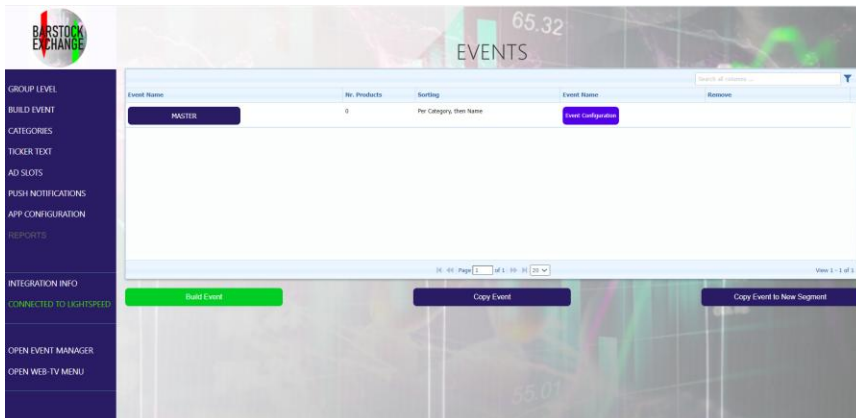 BARSTOCK
EXCHANGE
65.32
EVENTS
GROUP LEVEL
BUILD EVENT
CATEGORIES
TICKER TEXT
AD SLOTS
PUSH NOTIFICATIONS
APP CONFIGURATION
REPORTS
INTEGRATION INFO
CONNECTED TO LIGHTSPEED
OPEN EVENT MANAGER
OPEN WEB-TV MENU
Search all columns ...
Event Name Nr. Products Sorting Event Name Remove
MASTER 0 Per Category, then Name Event Configuration
Page 1 of 1 20 View 1 - 1 of 1
Build Event Copy Event Copy Event to New Segment
55.01